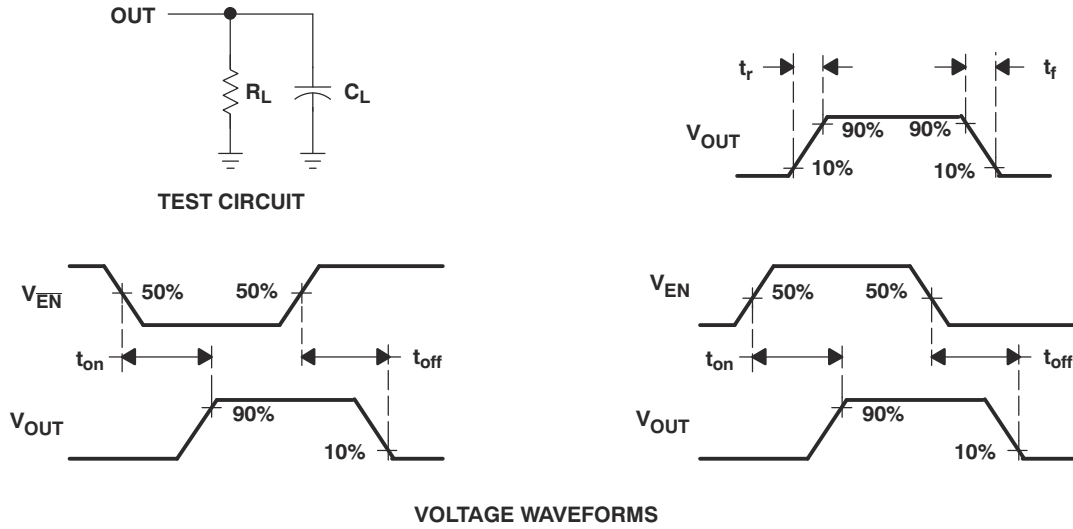 OUT
R_L
C_L
TEST CIRCUIT
t_r
t_f
V_OUT
90%
90%
10%
10%
V_E̅N̅
50%
50%
t_on
t_off
V_OUT
90%
10%
V_EN
50%
50%
t_on
t_off
V_OUT
90%
10%
VOLTAGE WAVEFORMS